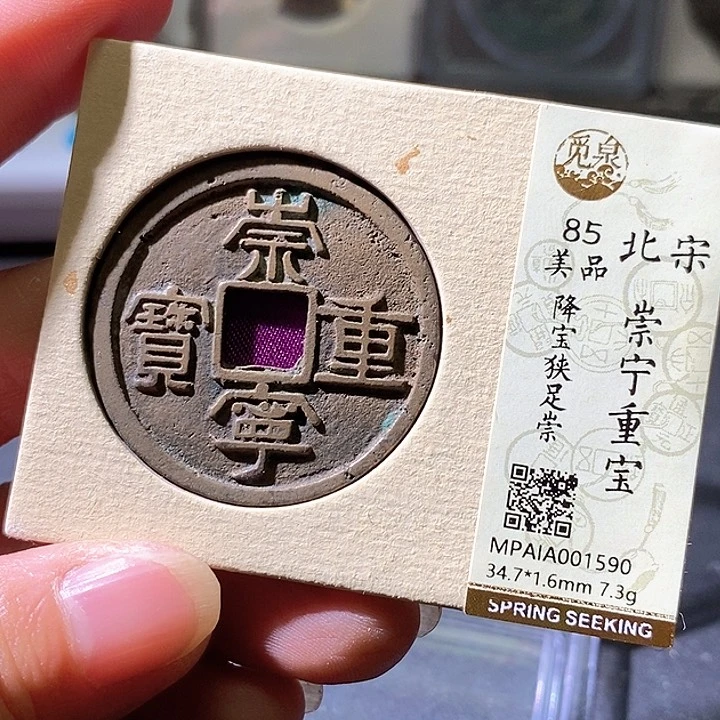 崇
重
寧
寶
觅泉
北宋
崇宁重宝
85
美品
降宝狭足崇
MPAIA001590
34.7*1.6mm 7.3g
SPRING SEEKING